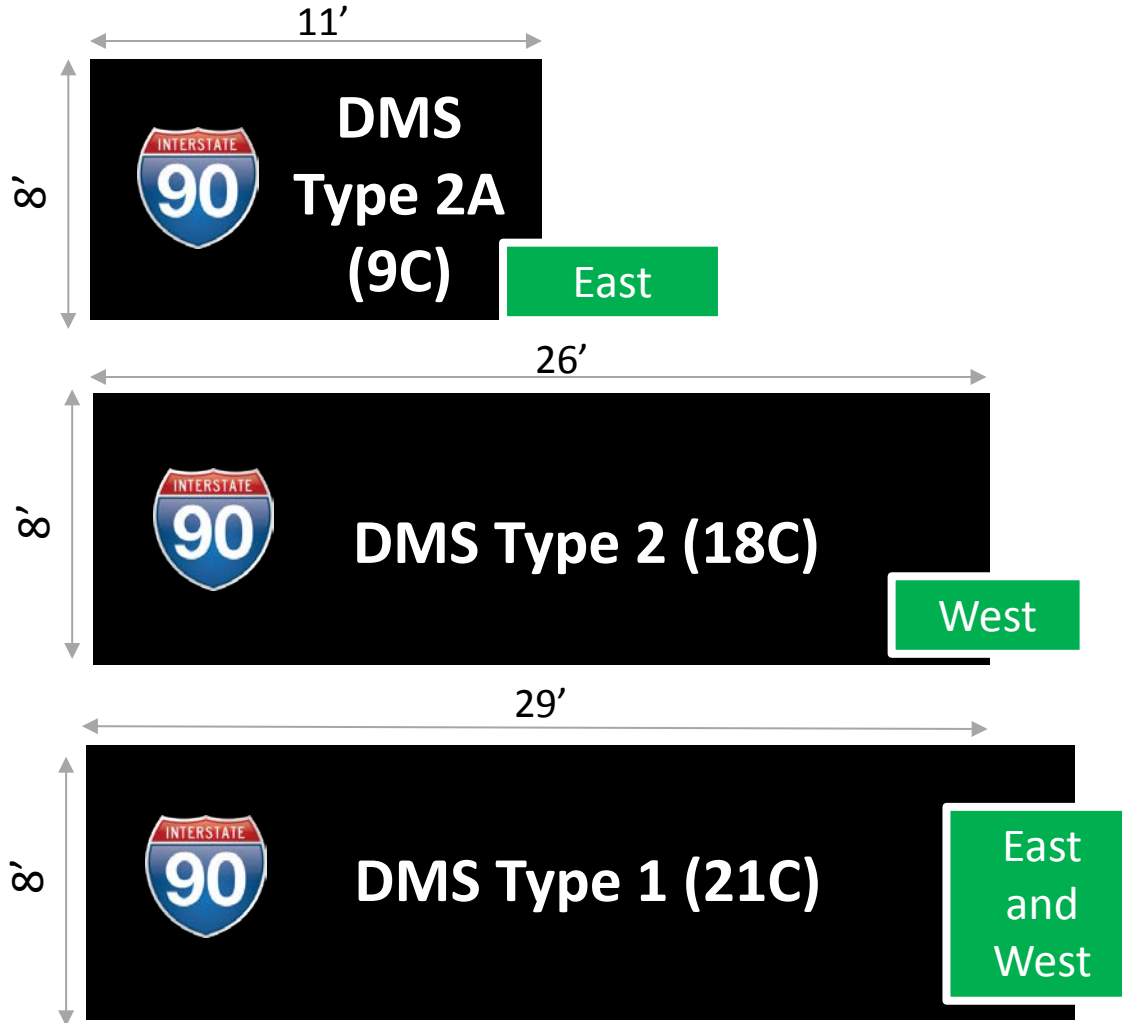 11’
8’
INTERSTATE
90
DMS
Type 2A
(9C)
East
26’
8’
INTERSTATE
90
DMS Type 2 (18C)
West
29’
8’
INTERSTATE
90
DMS Type 1 (21C)
East
and
West